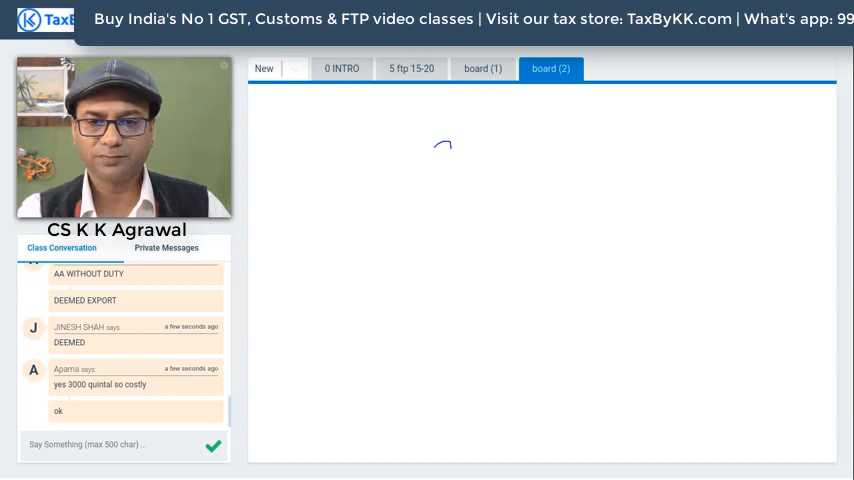 TaxB
Buy India's No 1 GST, Customs & FTP video classes | Visit our tax store: TaxByKK.com | What's app: 99
New
0 INTRO
5 ftp 15-20
board (1)
board (2)
CS K K Agrawal
Class Conversation
Private Messages
AA WITHOUT DUTY
DEEMED EXPORT
J
JINESH SHAH says:
a few seconds ago
DEEMED
A
Aparna says:
a few seconds ago
yes 3000 quintal so costly
ok
Say Something (max 500 char)...